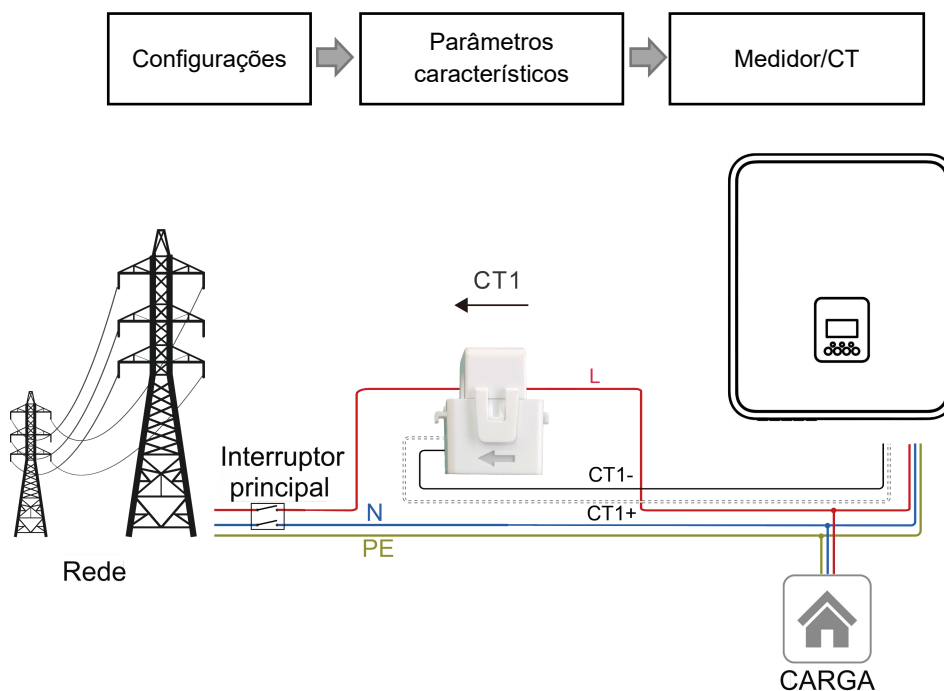 Configurações
Parâmetros
característicos
Medidor/CT
CT1
L
Interruptor
principal
CT1-
N
CT1+
PE
Rede
CARGA